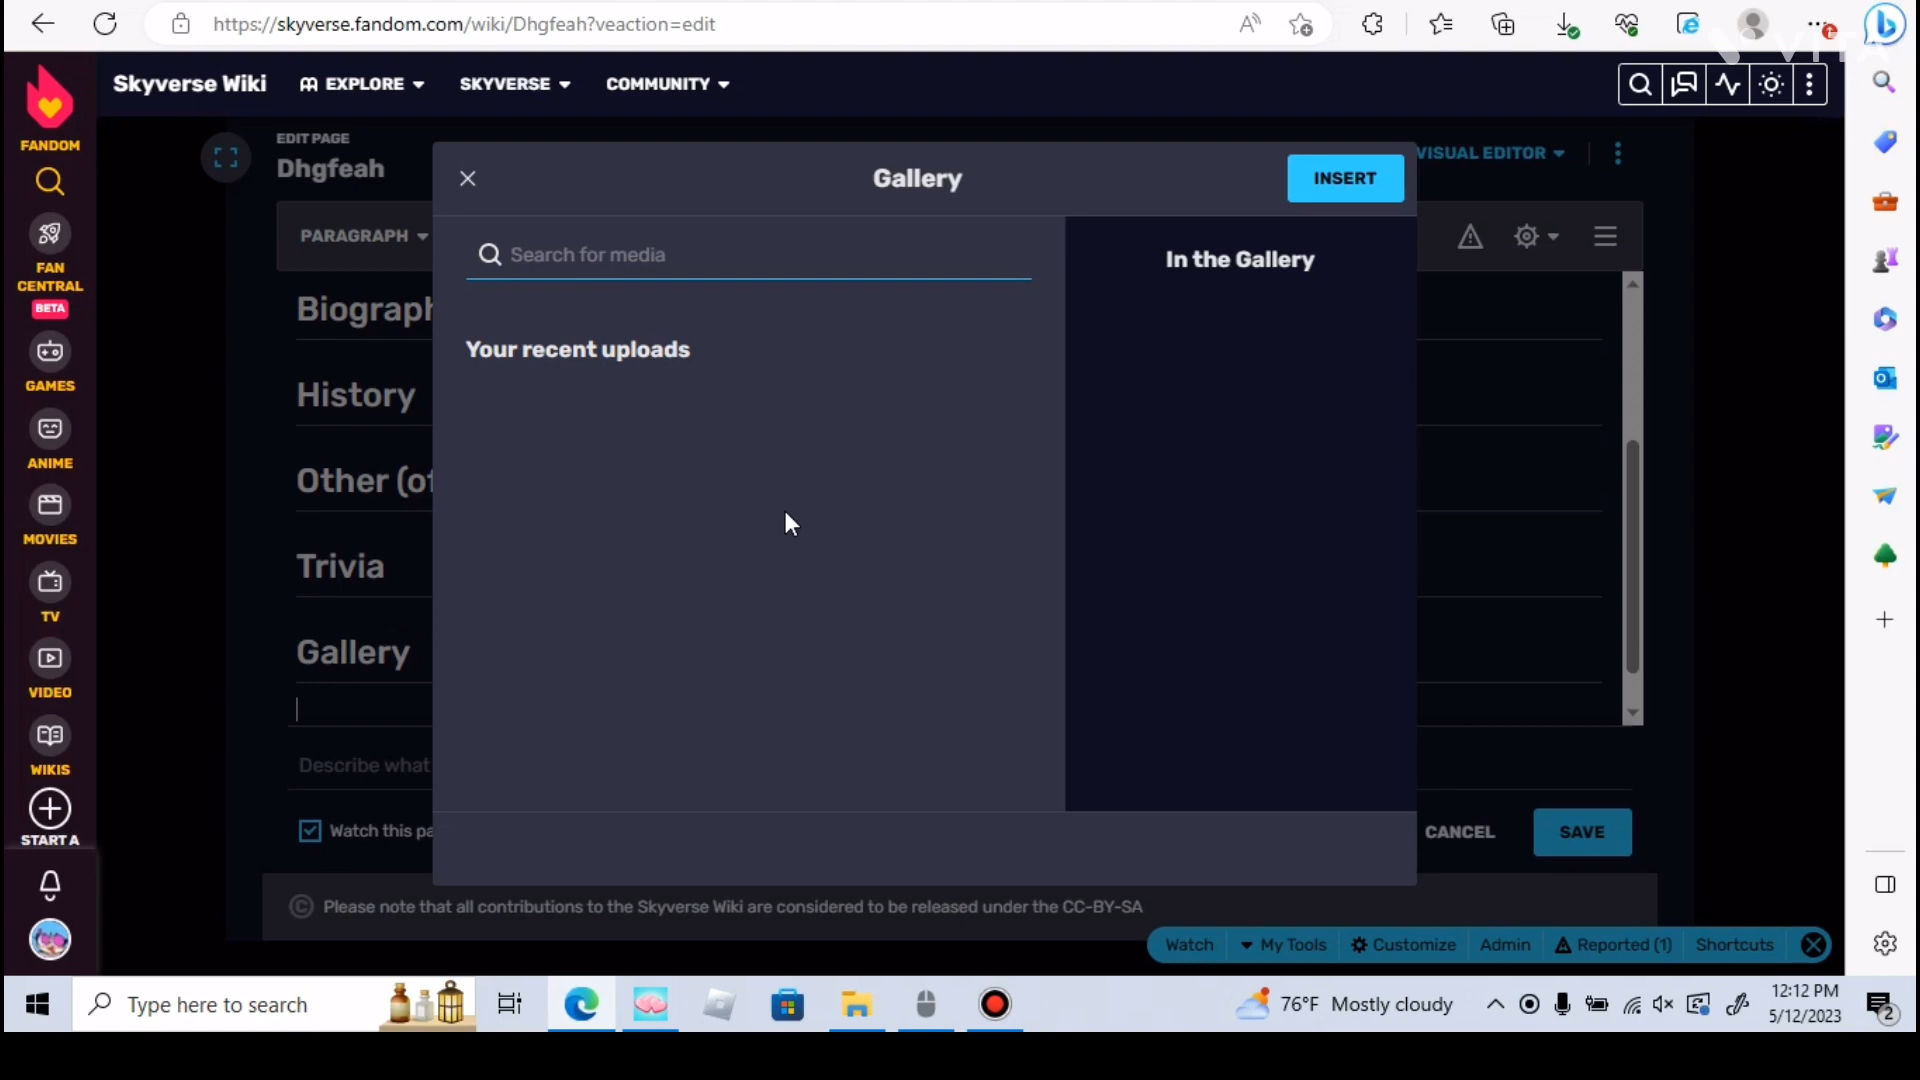 https://skyverse.fandom.com/wiki/Dhgfeah?veaction=edit
VITA
Skyverse Wiki
EXPLORE
SKYVERSE
COMMUNITY
FANDOM
FAN
CENTRAL
BETA
GAMES
ANIME
MOVIES
TV
VIDEO
WIKIS
START A
EDIT PAGE
Dhgfeah
VISUAL EDITOR
PARAGRAPH
Biograph
History
Other (of
Trivia
Gallery
Describe what
Watch this pa
Gallery
INSERT
Search for media
Your recent uploads
In the Gallery
CANCEL
SAVE
Please note that all contributions to the Skyverse Wiki are considered to be released under the CC-BY-SA
Watch My Tools Customize Admin Reported (1) Shortcuts
Type here to search
76°F Mostly cloudy
12:12 PM
5/12/2023
2